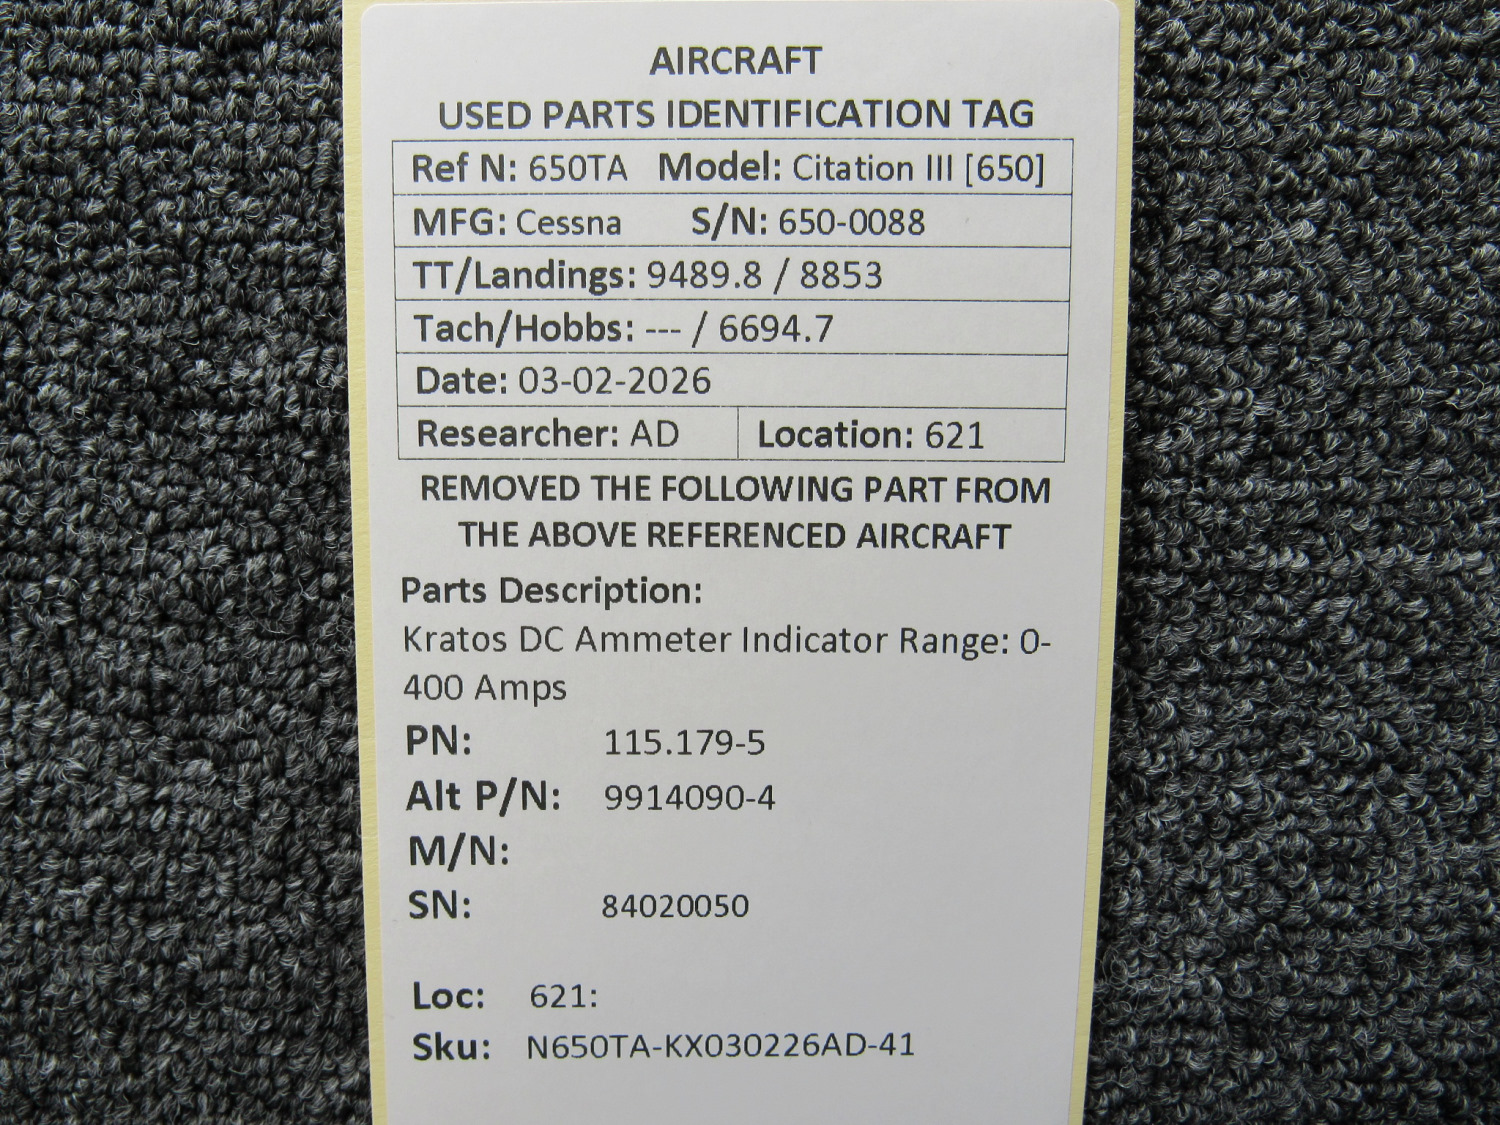 AIRCRAFT
USED PARTS IDENTIFICATION TAG
Ref N: 650TA Model: Citation III [650]
MFG: Cessna S/N: 650-0088
TT/Landings: 9489.8 / 8853
Tach/Hobbs: --- / 6694.7
Date: 03-02-2026
Researcher: AD Location: 621
REMOVED THE FOLLOWING PART FROM
THE ABOVE REFERENCED AIRCRAFT
Parts Description:
Kratos DC Ammeter Indicator Range: 0-
400 Amps
PN: 115.179-5
Alt P/N: 9914090-4
M/N:
SN: 84020050
Loc: 621:
Sku: N650TA-KX030226AD-41